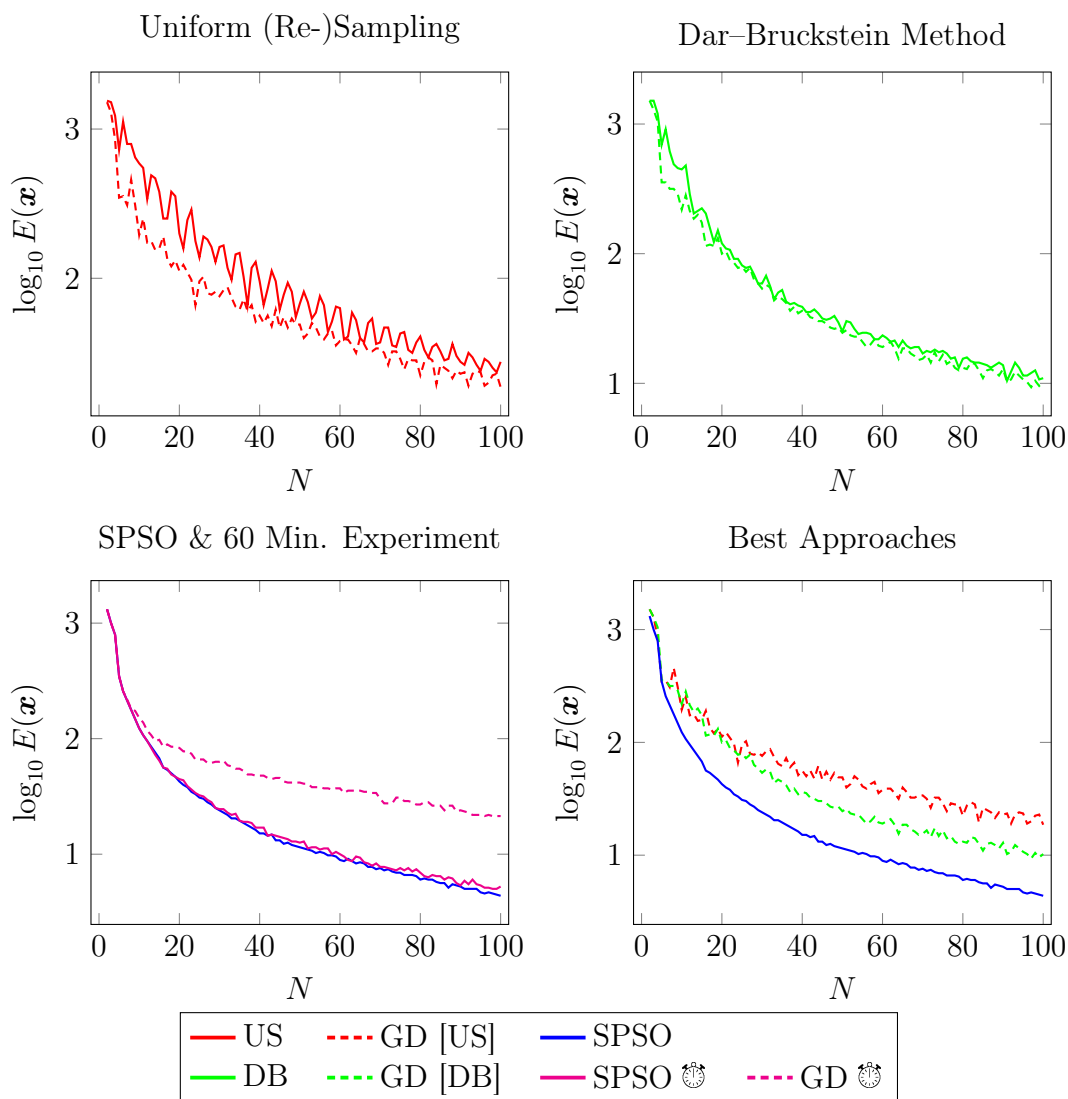 Uniform (Re-)Sampling
Dar–Bruckstein Method
3
2
log₁₀ E(x)
0 20 40 60 80 100
N
3
2
1
log₁₀ E(x)
0 20 40 60 80 100
N
SPSO & 60 Min. Experiment
Best Approaches
3
2
1
log₁₀ E(x)
0 20 40 60 80 100
N
3
2
1
log₁₀ E(x)
0 20 40 60 80 100
N
US GD [US] SPSO
DB GD [DB] SPSO ⏱ GD ⏱